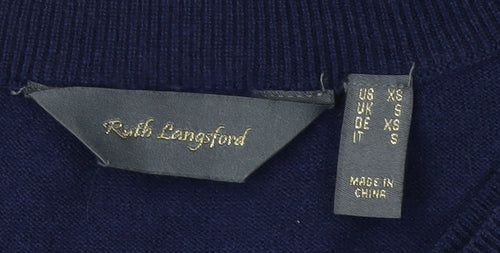 Ruth Langsford
US XS
UK S
DE XS
IT S
MADE IN
CHINA